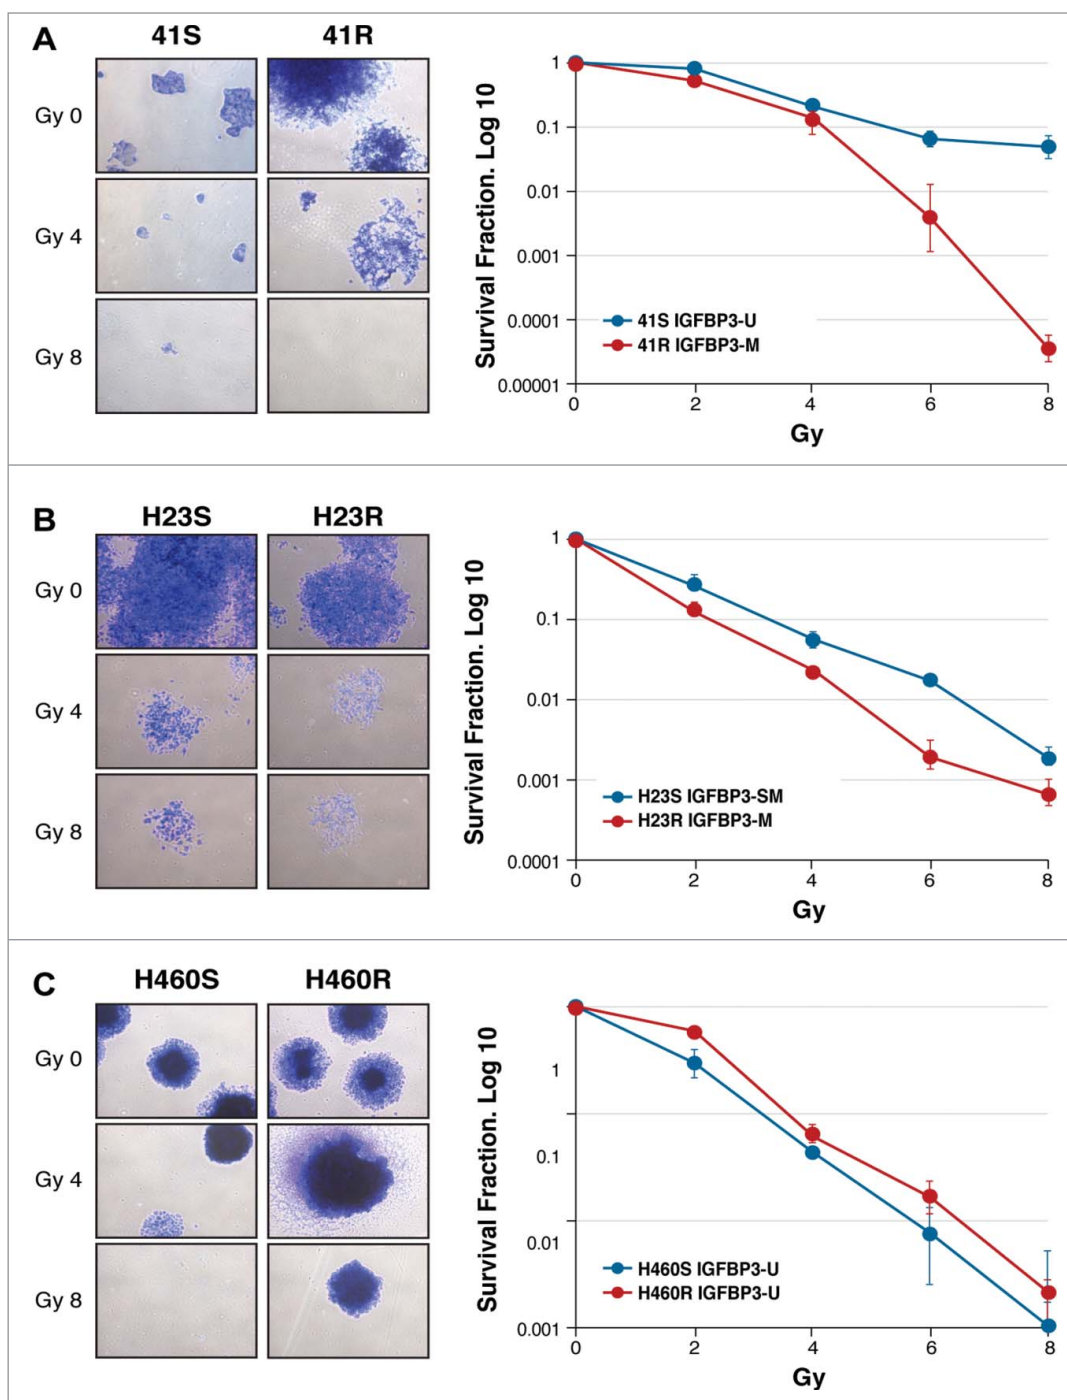 A
41S 41R
Gy 0
Gy 4
Gy 8
Survival Fraction. Log 10
1
0.1
0.01
0.001
0.0001
0.00001
41S IGFBP3-U
41R IGFBP3-M
0 2 4 6 8
Gy
B
H23S H23R
Gy 0
Gy 4
Gy 8
Survival Fraction. Log 10
1
0.1
0.01
0.001
0.0001
H23S IGFBP3-SM
H23R IGFBP3-M
0 2 4 6 8
Gy
C
H460S H460R
Gy 0
Gy 4
Gy 8
Survival Fraction. Log 10
1
0.1
0.01
0.001
H460S IGFBP3-U
H460R IGFBP3-U
0 2 4 6 8
Gy